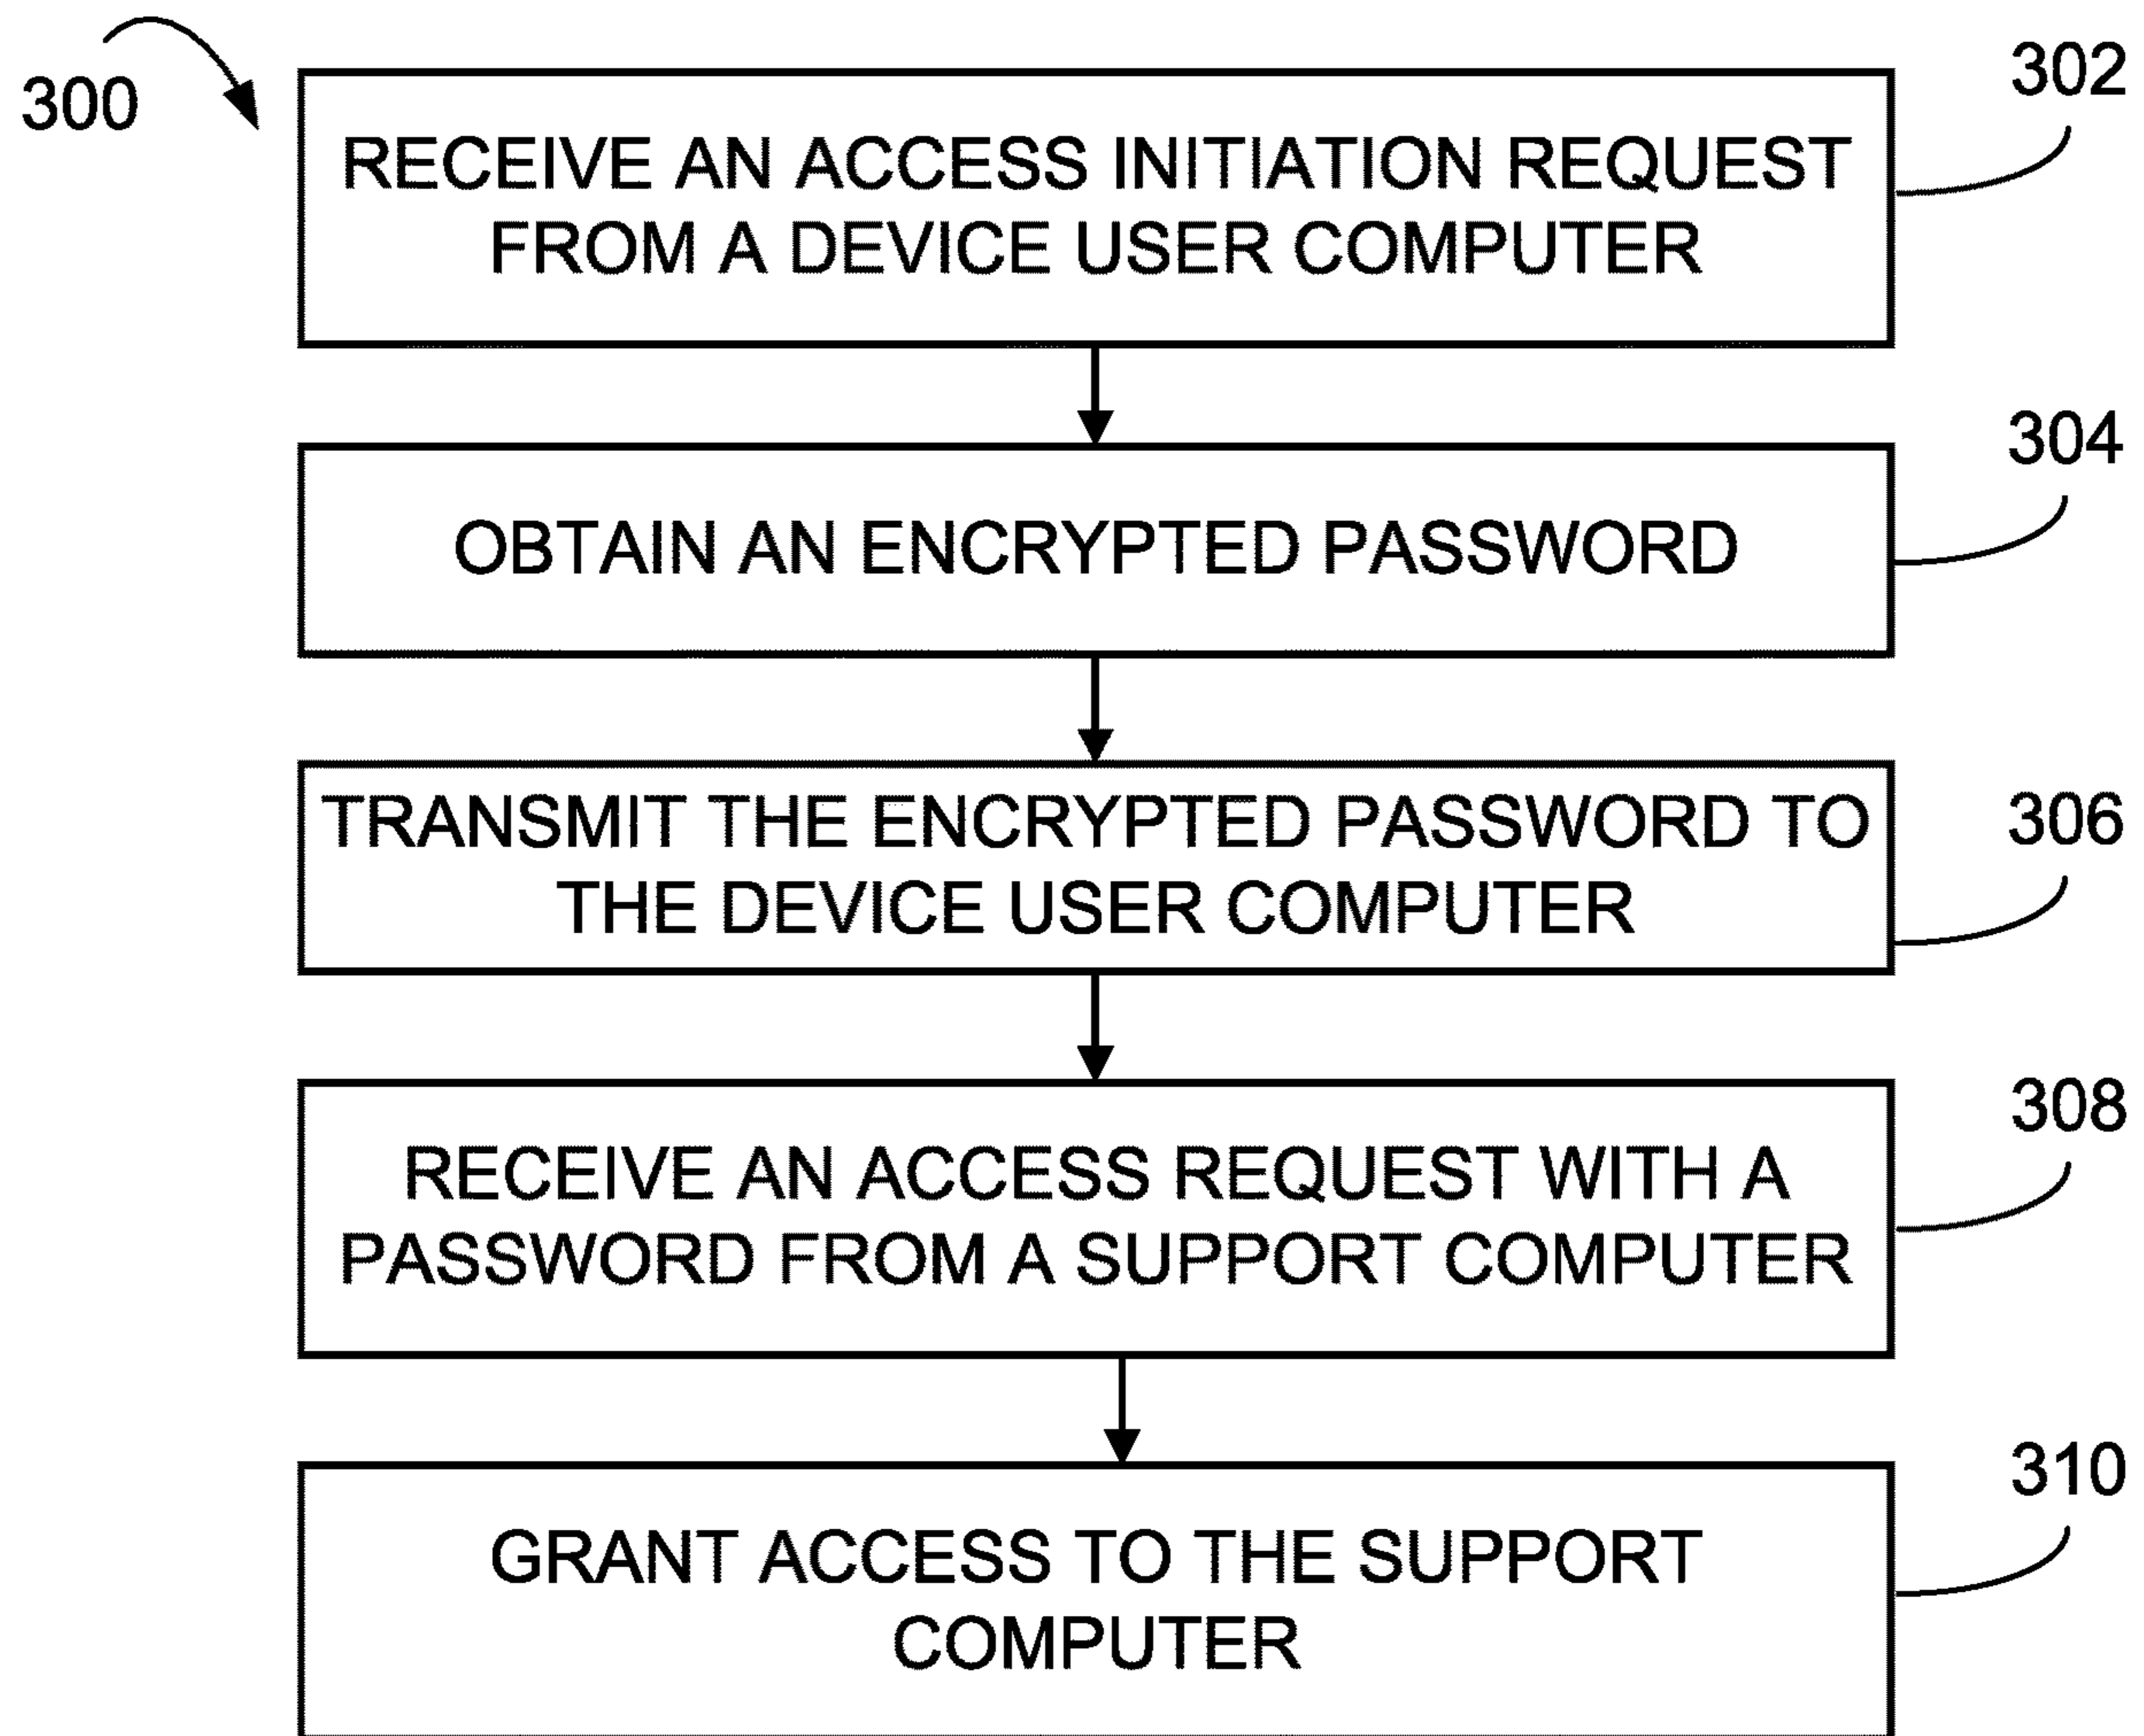 300
302
RECEIVE AN ACCESS INITIATION REQUEST
FROM A DEVICE USER COMPUTER
304
OBTAIN AN ENCRYPTED PASSWORD
TRANSMIT THE ENCRYPTED PASSWORD TO
306
THE DEVICE USER COMPUTER
308
RECEIVE AN ACCESS REQUEST WITH A
PASSWORD FROM A SUPPORT COMPUTER
310
GRANT ACCESS TO THE SUPPORT
COMPUTER